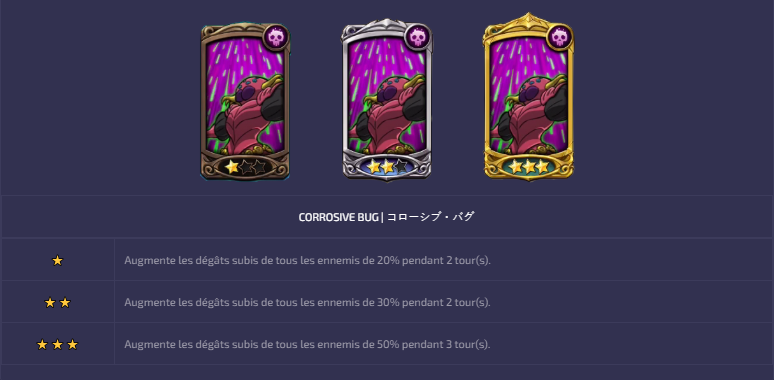 CORROSIVE BUG | コローシブ・バグ
Augmente les dégâts subis de tous les ennemis de 20% pendant 2 tour(s).
Augmente les dégâts subis de tous les ennemis de 30% pendant 2 tour(s).
Augmente les dégâts subis de tous les ennemis de 50% pendant 3 tour(s).